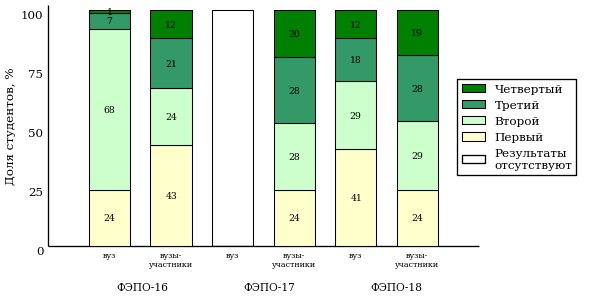 Доля студентов, %
100
75
50
25
0
1
7
68
24
12
21
24
43
20
28
28
24
12
18
29
41
19
28
29
24
вуз
вузы-
участники
вуз
вузы-
участники
вуз
вузы-
участники
ФЭПО-16
ФЭПО-17
ФЭПО-18
Четвертый
Третий
Второй
Первый
Результаты
отсутствуют